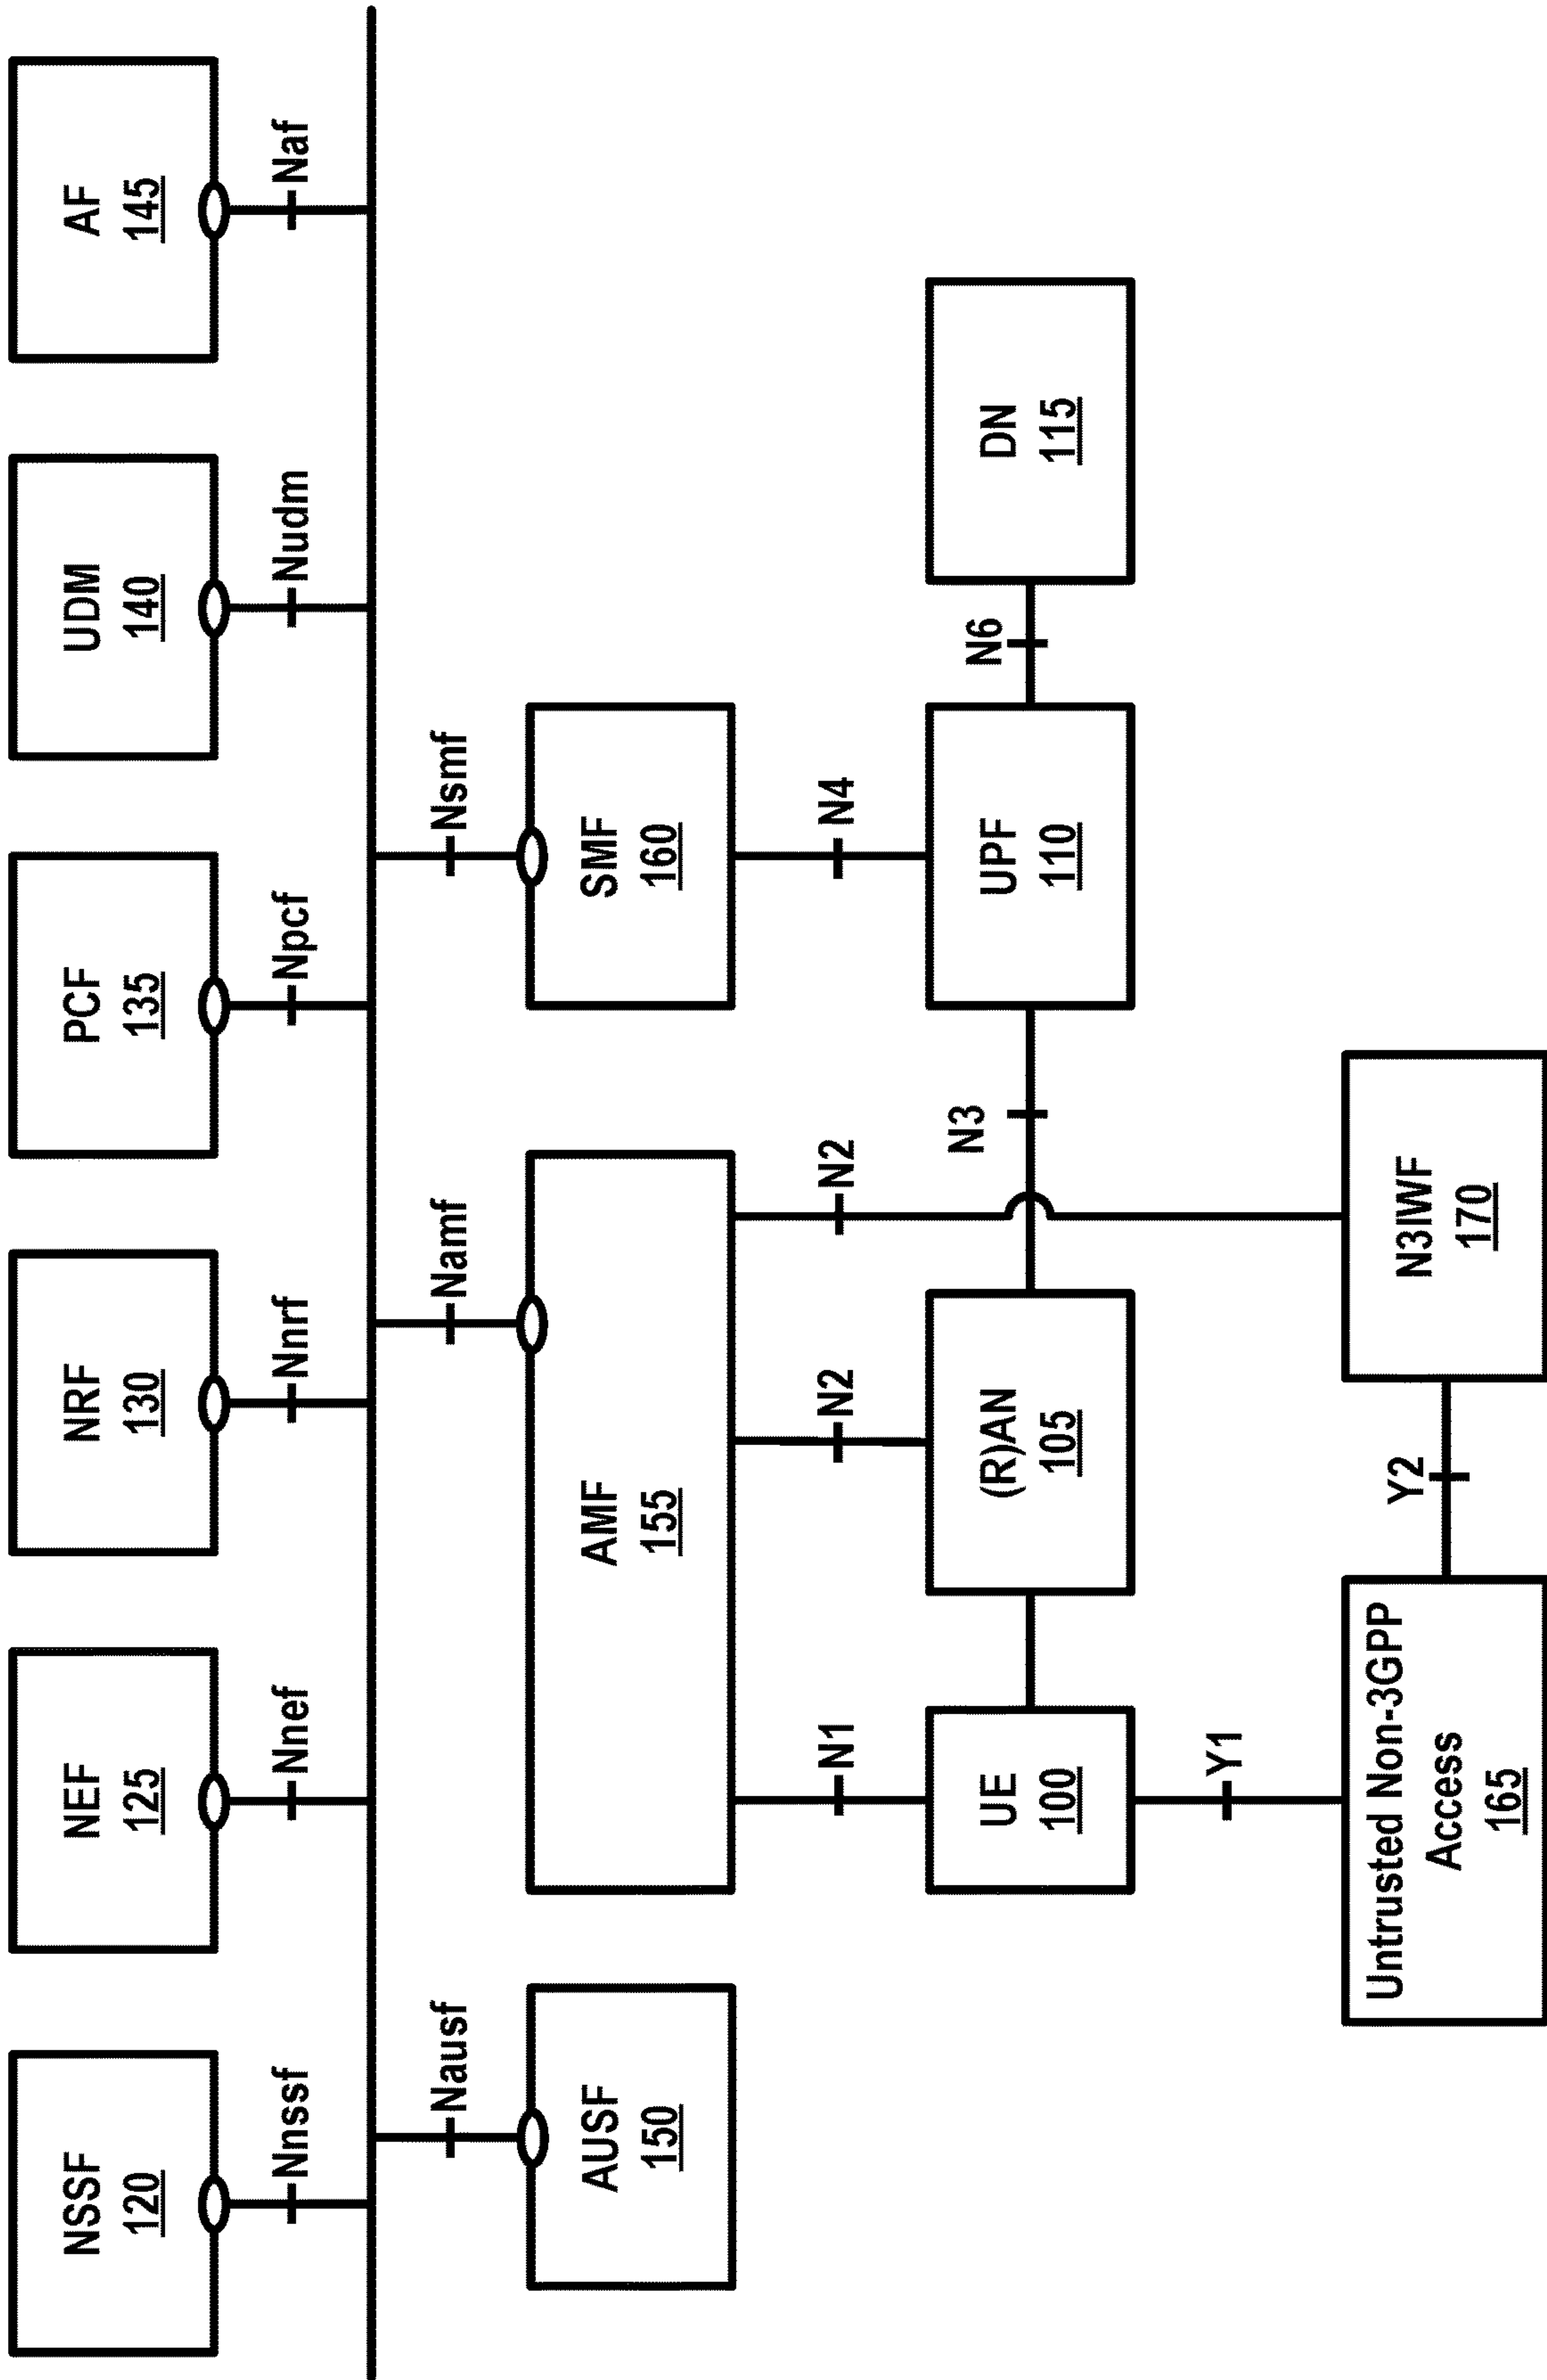 NSSF
120
NEF
125
NRF
130
PCF
135
UDM
140
AF
145
Nnssf
Nnef
Nnrf
Npcf
Nudm
Naf
Nausf
Namf
Nsmf
AUSF
150
AMF
155
SMF
160
N1
N2
N2
N4
UE
100
(R)AN
105
N3
UPF
110
N6
DN
115
Y1
Untrusted Non-3GPP
Access
165
Y2
N3IWF
170